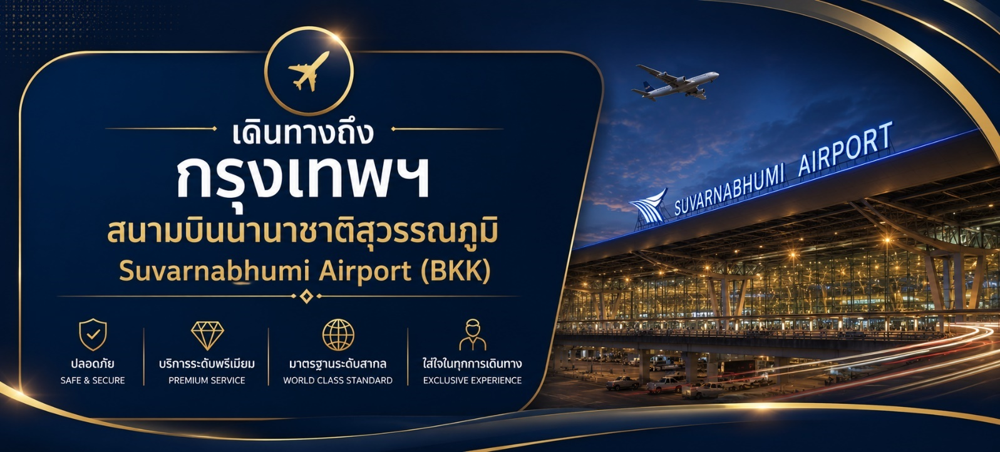 เดินทางถึง
กรุงเทพฯ
สนามบินนานาชาติสุวรรณภูมิ
Suvarnabhumi Airport (BKK)
ปลอดภัย
SAFE & SECURE
บริการระดับพรีเมียม
PREMIUM SERVICE
มาตรฐานระดับสากล
WORLD CLASS STANDARD
ใส่ใจในทุกการเดินทาง
EXCLUSIVE EXPERIENCE
SUVARNABHUMI AIRPORT